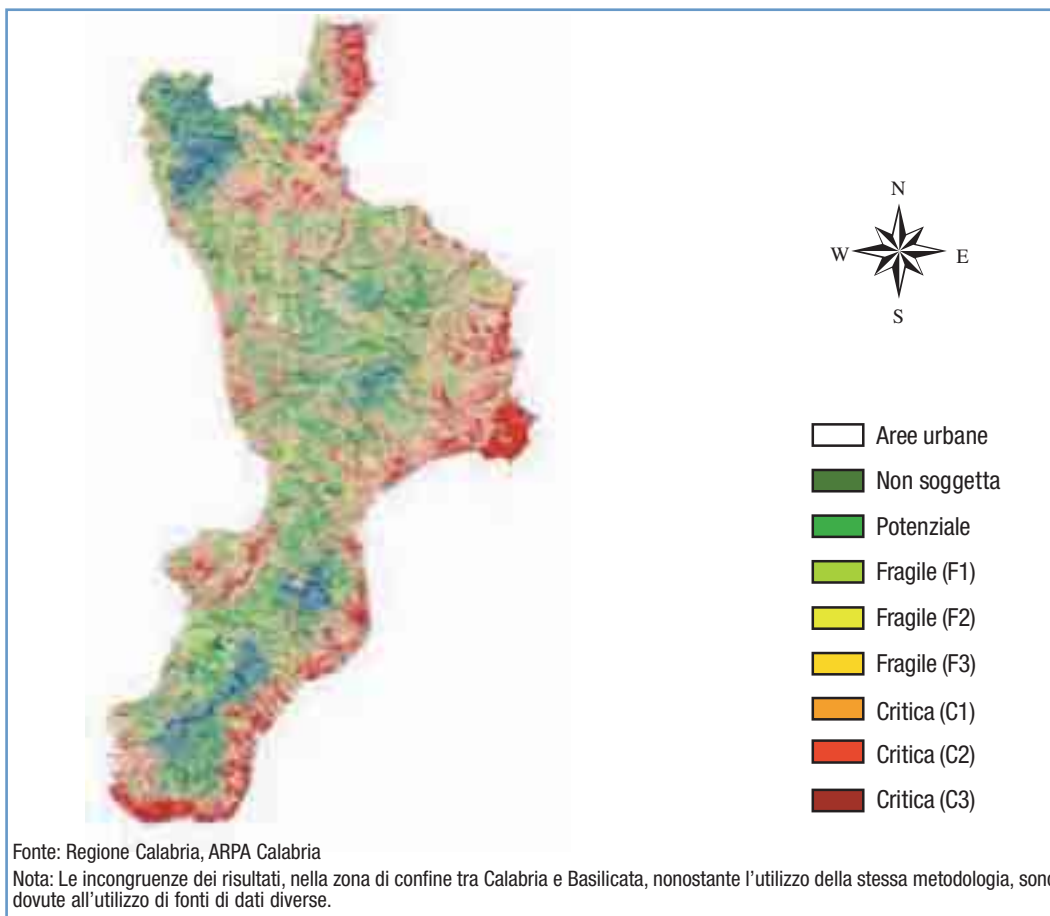 N
W E
S
Aree urbane
Non soggetta
Potenziale
Fragile (F1)
Fragile (F2)
Fragile (F3)
Critica (C1)
Critica (C2)
Critica (C3)
Fonte: Regione Calabria, ARPA Calabria
Nota: Le incongruenze dei risultati, nella zona di confine tra Calabria e Basilicata, nonostante l'utilizzo della stessa metodologia, sono
dovute all'utilizzo di fonti di dati diverse.